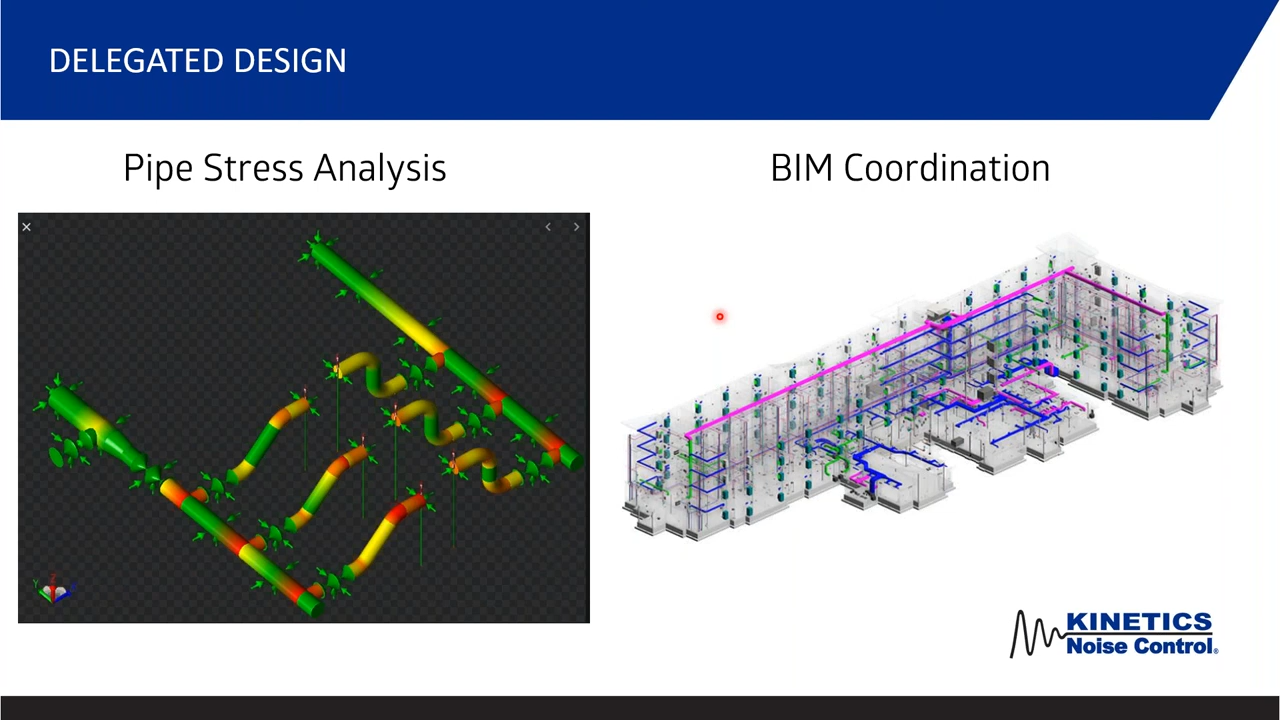 DELEGATED DESIGN
Pipe Stress Analysis
BIM Coordination
KINETICS
Noise Control®